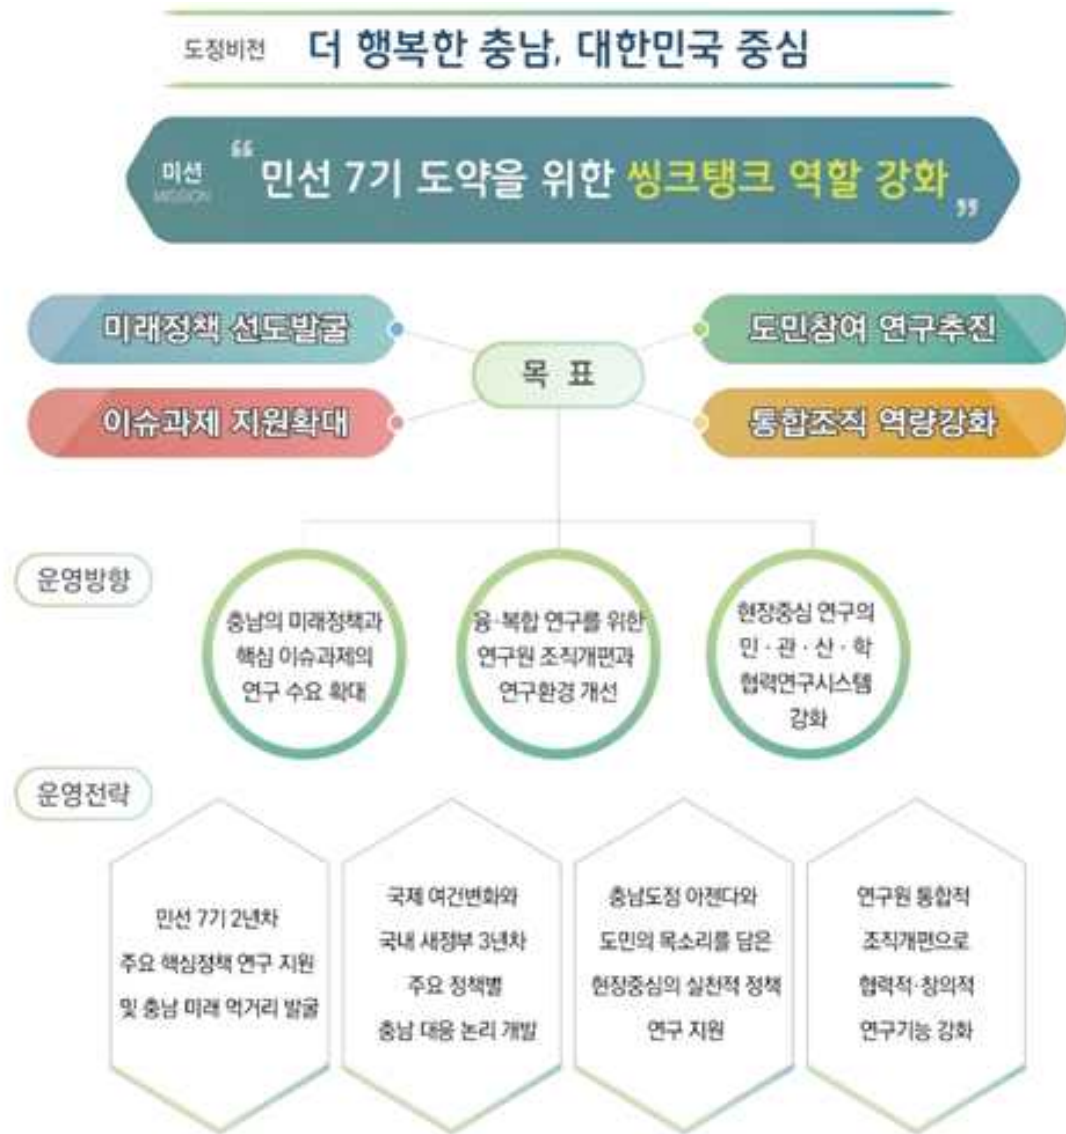 도정비전 더 행복한 충남, 대한민국 중심
미션 “민선 7기 도약을 위한 씽크탱크 역할 강화”
MISSION
미래정책 선도발굴
도민참여 연구추진
목 표
이슈과제 지원확대
통합조직 역량강화
운영방향
충남의 미래정책과
핵심 이슈과제의
연구 수요 확대
융·복합 연구를 위한
연구원 조직개편과
연구환경 개선
현장중심 연구의
민·관·산·학
협력연구시스템
강화
운영전략
민선 7기 2년차
주요 핵심정책 연구 지원
및 충남 미래 먹거리 발굴
국제 여건변화와
국내 새정부 3년차
주요 정책별
충남 대응 논리 개발
충남도정 아젠다와
도민의 목소리를 담은
현장중심의 실천적 정책
연구 지원
연구원 통합적
조직개편으로
협력적·창의적
연구기능 강화